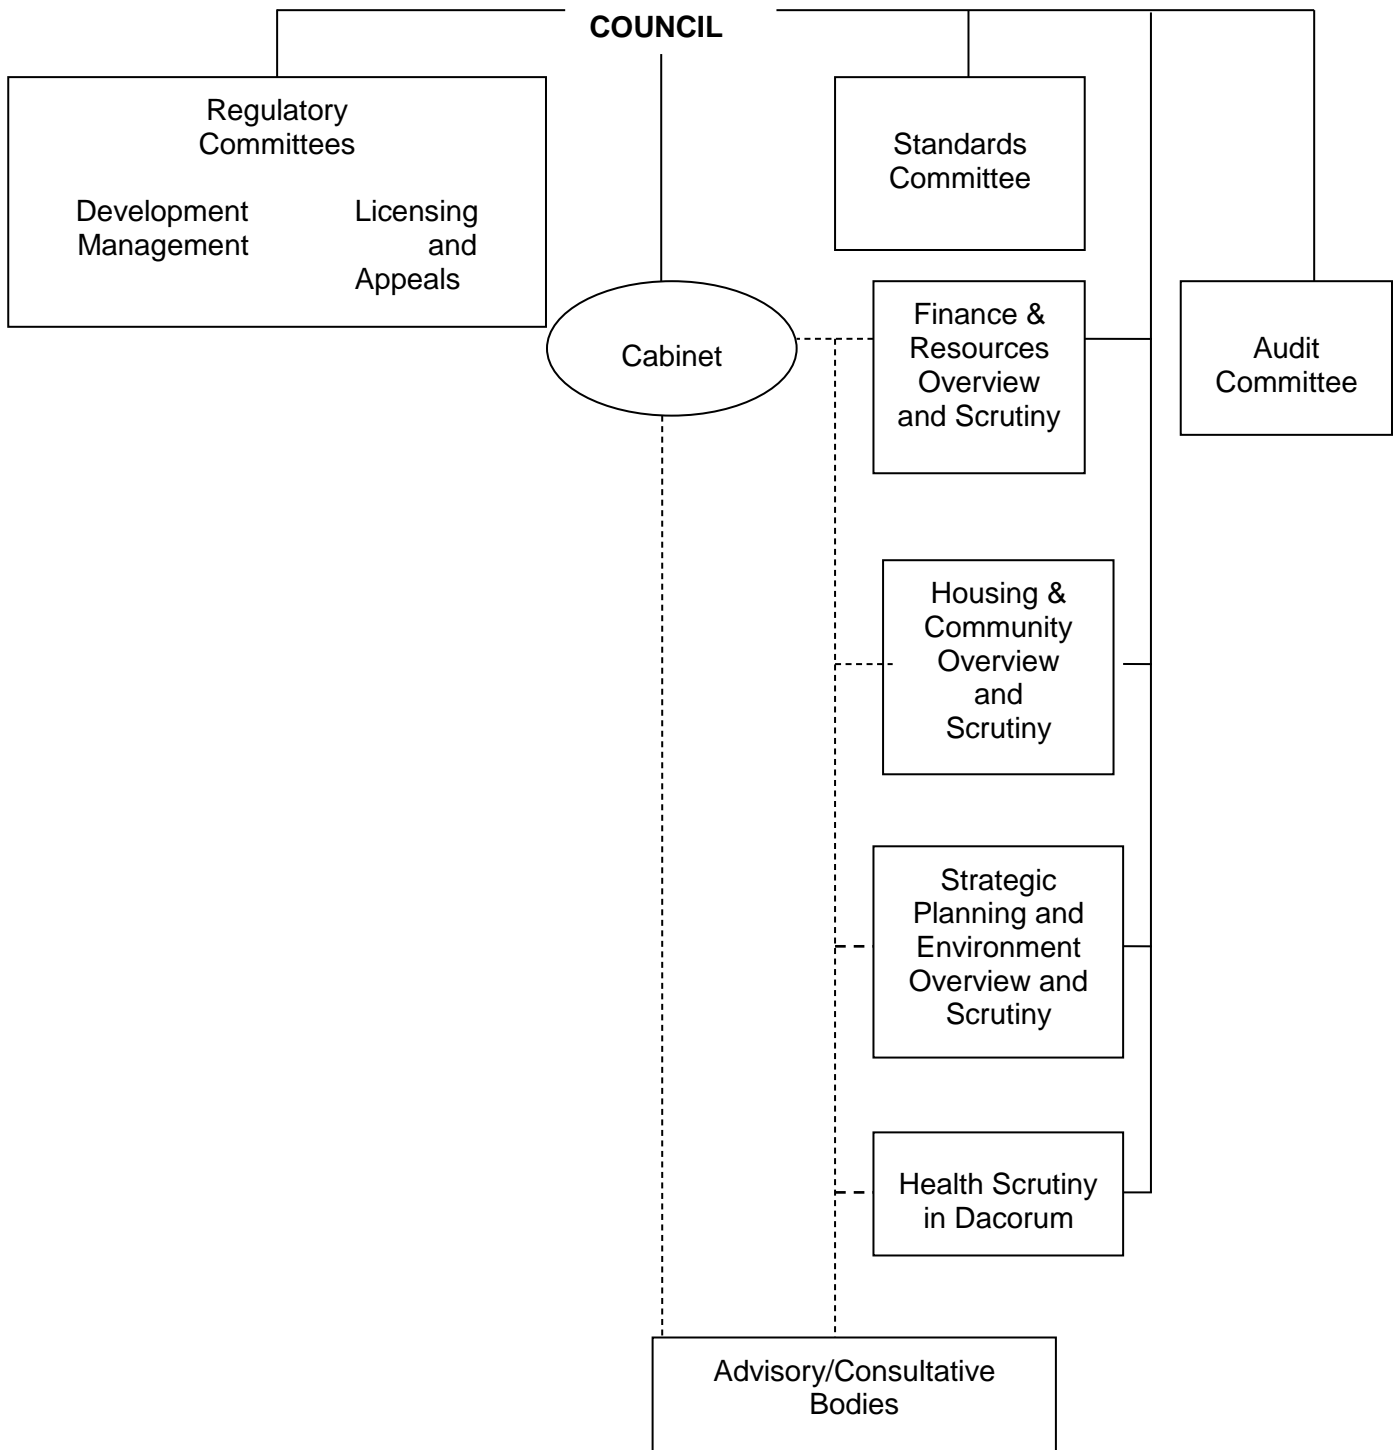 COUNCIL
Regulatory
Committees
Development
Management
Licensing
and
Appeals
Standards
Committee
Cabinet
Finance &
Resources
Overview
and Scrutiny
Audit
Committee
Housing &
Community
Overview
and
Scrutiny
Strategic
Planning and
Environment
Overview and
Scrutiny
Health Scrutiny
in Dacorum
Advisory/Consultative
Bodies